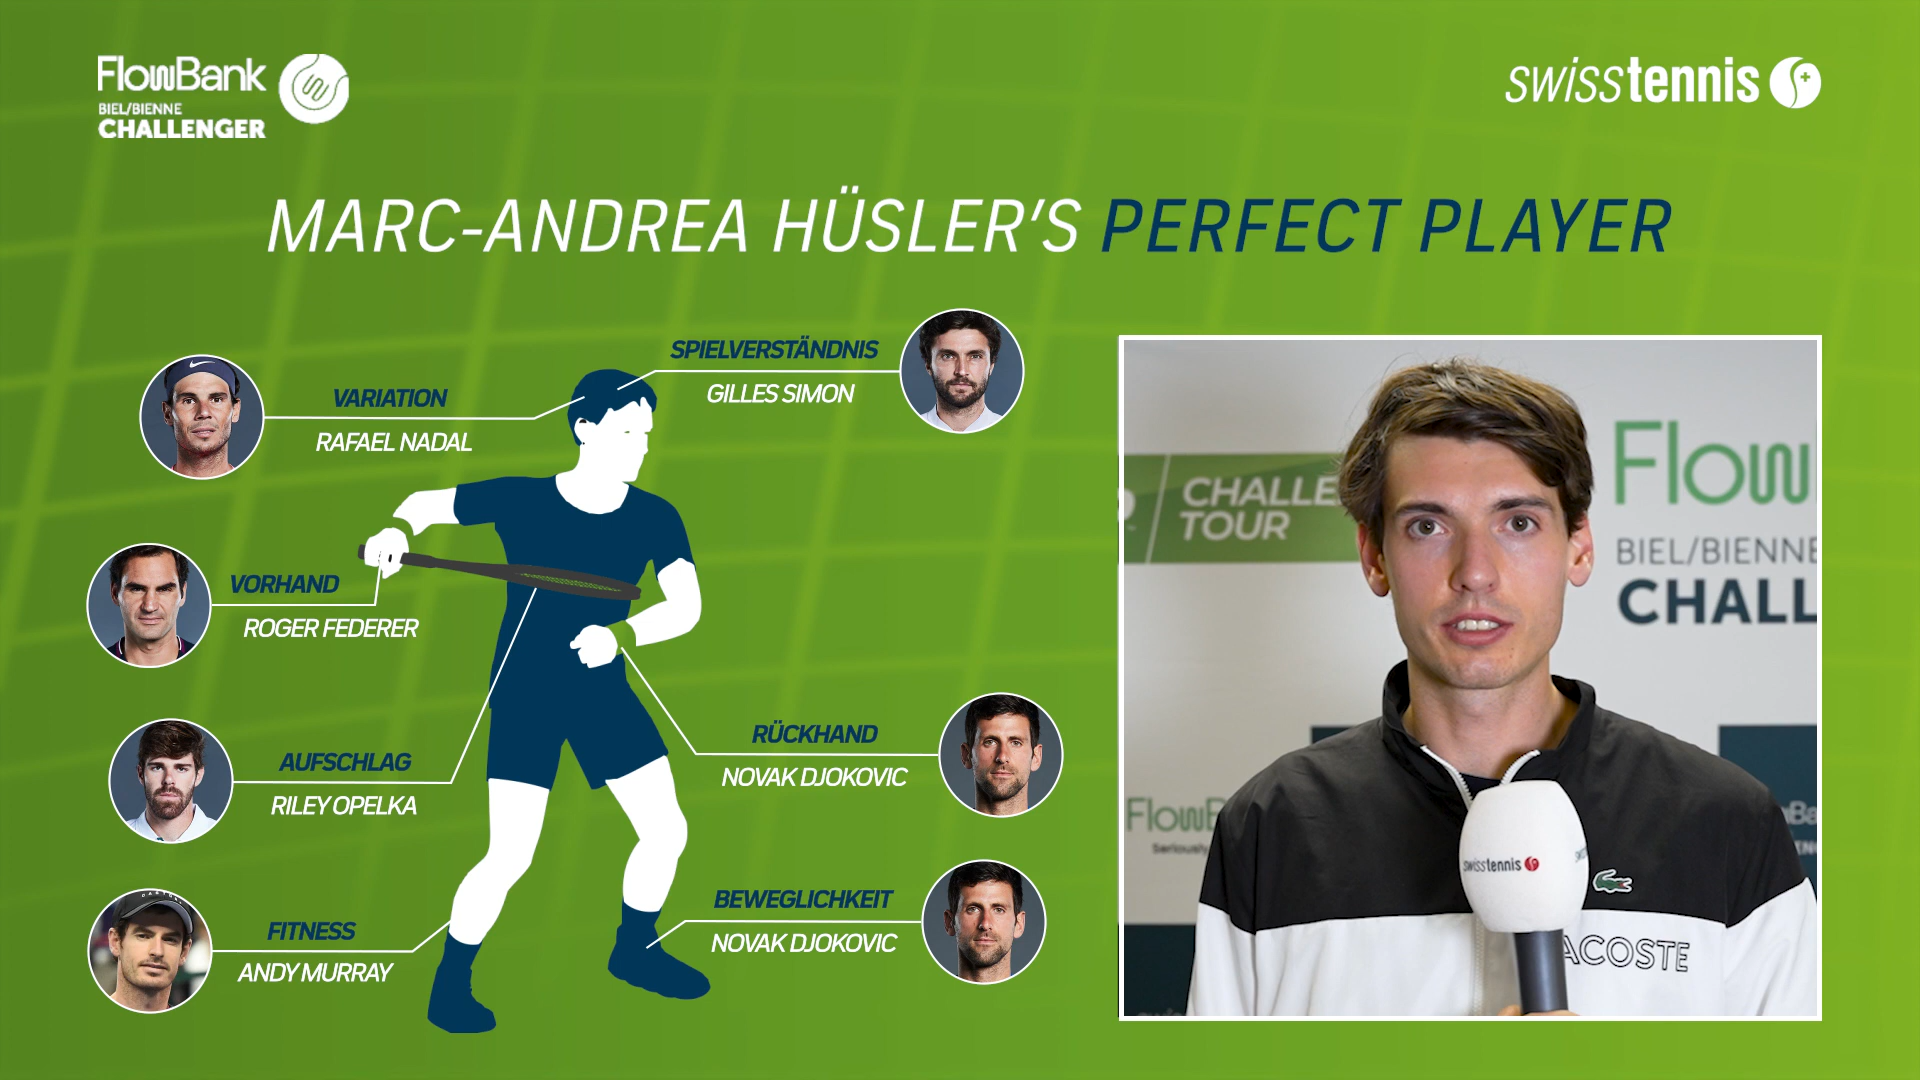 FlowBank
BIEL/BIENNE
CHALLENGER
swisstennis
MARC-ANDREA HÜSLER'S PERFECT PLAYER
SPIELVERSTÄNDNIS
GILLES SIMON
VARIATION
RAFAEL NADAL
VORHAND
ROGER FEDERER
AUFSCHLAG
RILEY OPELKA
RÜCKHAND
NOVAK DJOKOVIC
FITNESS
ANDY MURRAY
BEWEGLICHKEIT
NOVAK DJOKOVIC
CHALLE
TOUR
Flow
BIEL/BIENNE
CHALL
FlowB
Seriously
swisstennis
ACOSTE